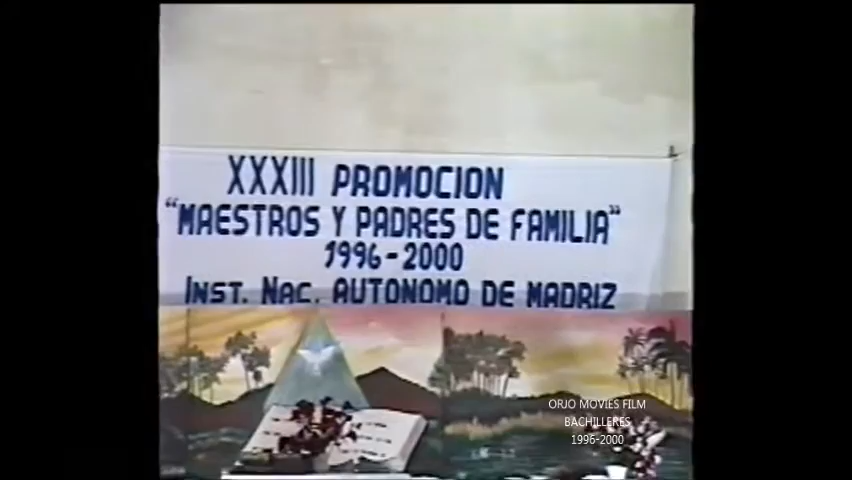 XXXIII PROMOCION
"MAESTROS Y PADRES DE FAMILIA"
1996-2000
INST. NAC. AUTONOMO DE MADRIZ
ORJO MOVIES FILM
BACHILLERES
1996-2000